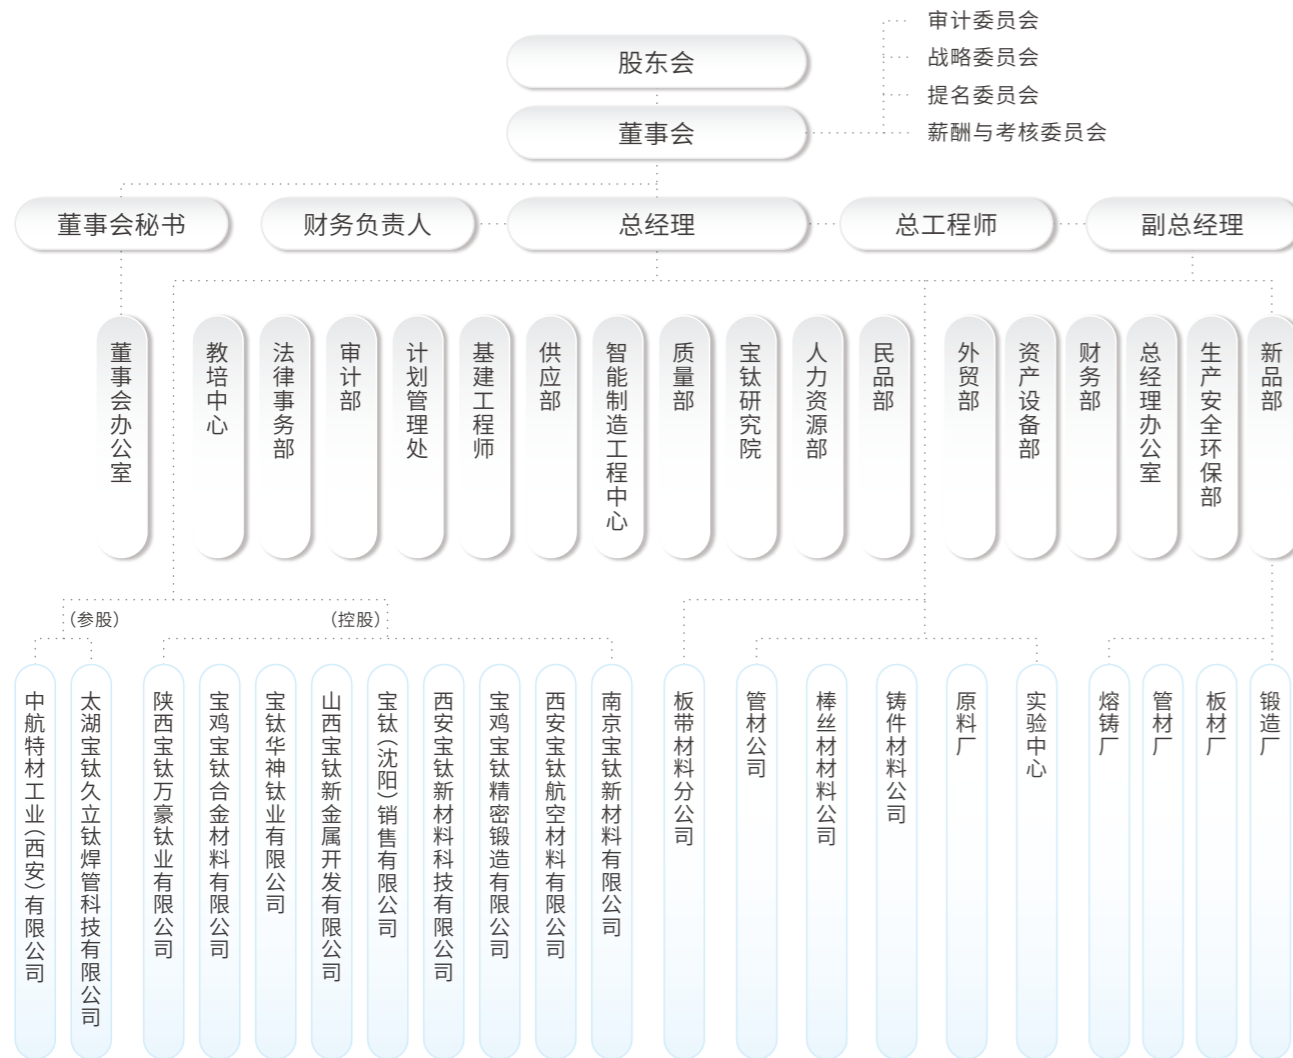 审计委员会
战略委员会
提名委员会
薪酬与考核委员会
股东会
董事会
董事会秘书
财务负责人
总经理
总工程师
副总经理
董事会办公室
教培中心
法律事务部
审计部
计划管理处
基建工程师
供应部
智能制造工程中心
质量部
宝钛研究院
人力资源部
民品部
外贸部
资产设备部
财务部
总经理办公室
生产安全环保部
新品部
（参股）
（控股）
中航特材工业（西安）有限公司
太湖宝钛久立钛焊管科技有限公司
陕西宝钛万豪钛业有限公司
宝鸡宝钛合金材料有限公司
宝钛华神钛业有限公司
山西宝钛新金属开发有限公司
宝钛（沈阳）销售有限公司
西安宝钛新材料科技有限公司
宝鸡宝钛精密锻造有限公司
西安宝钛航空材料有限公司
南京宝钛新材料有限公司
板带材料分公司
管材公司
棒丝材材料公司
铸件材料公司
原料厂
实验中心
熔铸厂
管材厂
板材厂
锻造厂